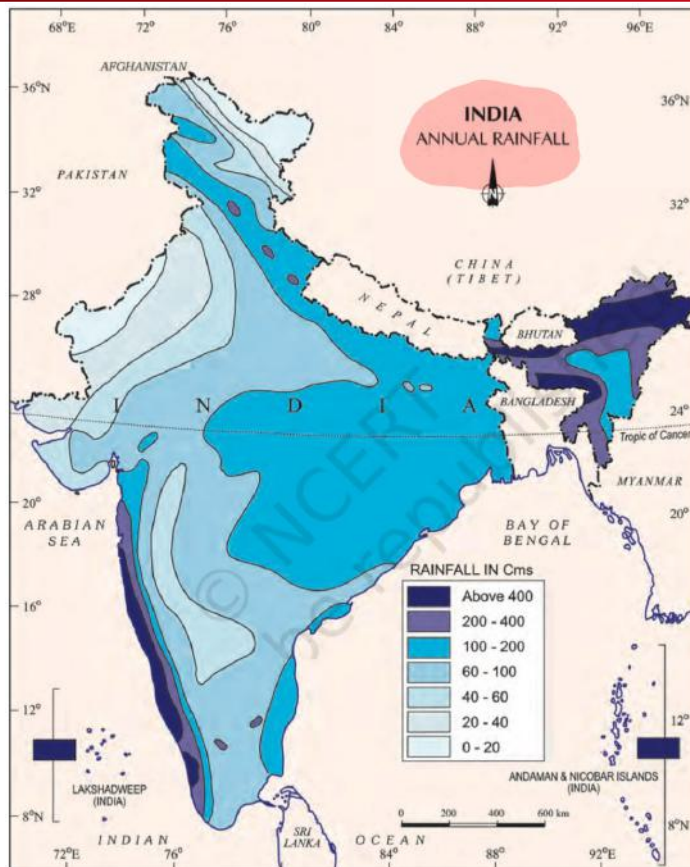 68°E 72° 76° 80° 84° 88° 92° 96°E
AFGHANISTAN
36°N
36°N
INDIA
ANNUAL RAINFALL
N
PAKISTAN
32°
32°
CHINA
(TIBET)
28°
28°
NEPAL
BHUTAN
I N D I A
BANGLADESH
24°
Tropic of Cancer
MYANMAR
20°
20°
ARABIAN
SEA
BAY OF
BENGAL
© NCERT
be republished
RAINFALL IN Cms
Above 400
200 - 400
100 - 200
60 - 100
40 - 60
20 - 40
0 - 20
16°
12°
12°
LAKSHADWEEP
(INDIA)
ANDAMAN & NICOBAR ISLANDS
(INDIA)
0 200 400 600 km
8°N
8°N
SRI
LANKA
INDIAN OCEAN
72°E 76° 84° 88° 92°E